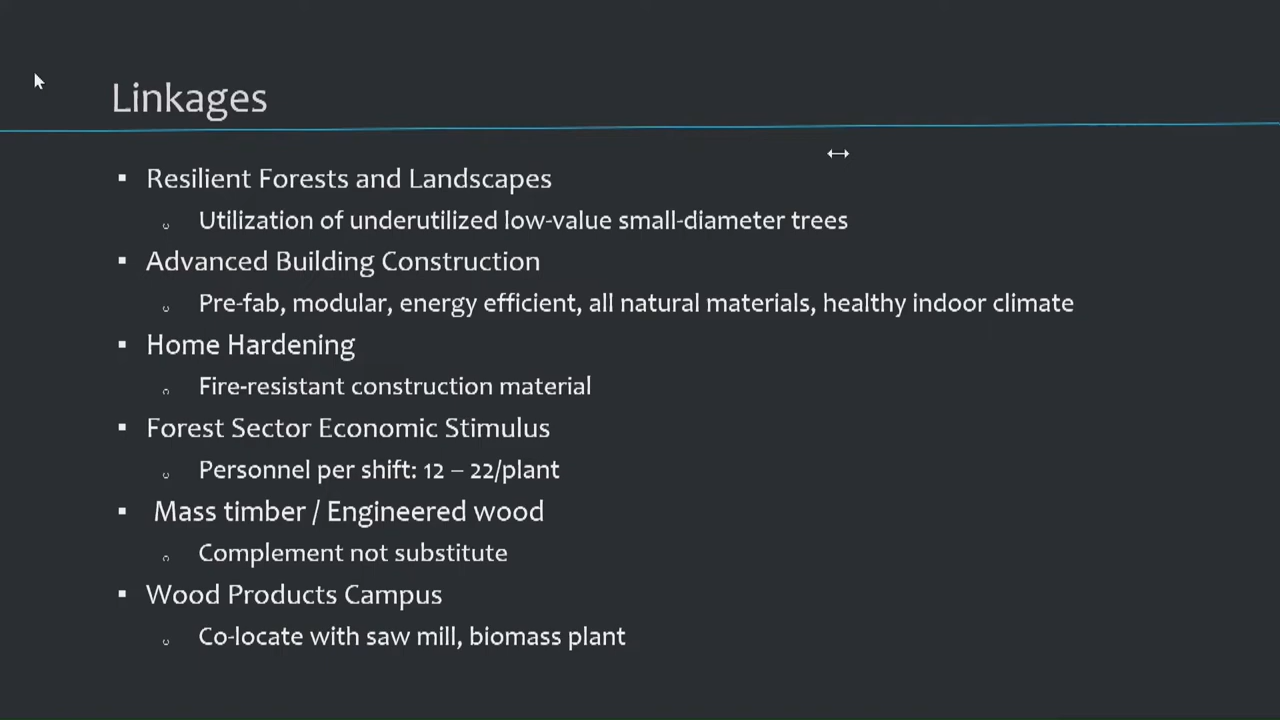 Linkages
Resilient Forests and Landscapes
Utilization of underutilized low-value small-diameter trees
Advanced Building Construction
Pre-fab, modular, energy efficient, all natural materials, healthy indoor climate
Home Hardening
Fire-resistant construction material
Forest Sector Economic Stimulus
Personnel per shift: 12 – 22/plant
Mass timber / Engineered wood
Complement not substitute
Wood Products Campus
Co-locate with saw mill, biomass plant